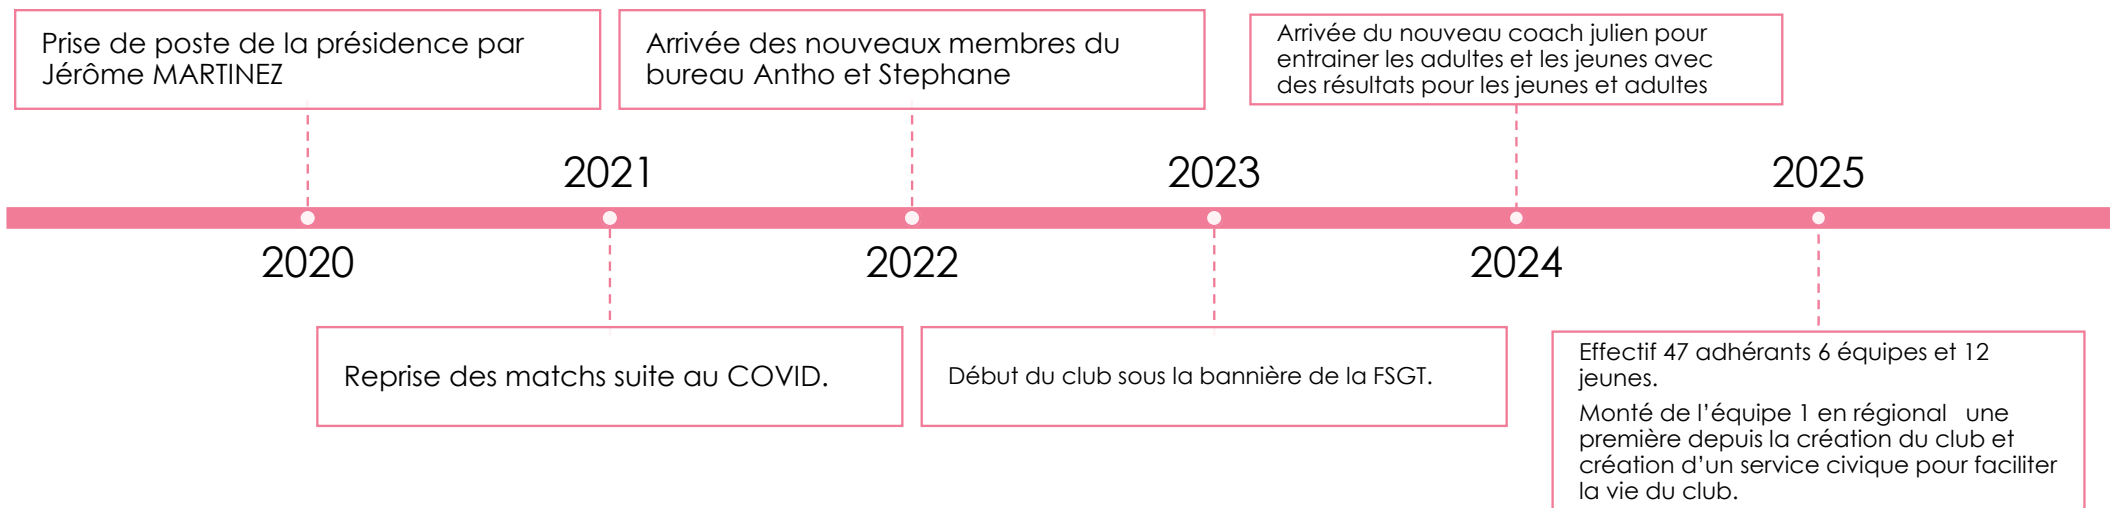 Prise de poste de la présidence par
Jérôme MARTINEZ
Arrivée des nouveaux membres du
bureau Antho et Stephane
Arrivée du nouveau coach julien pour
entrainer les adultes et les jeunes avec
des résultats pour les jeunes et adultes
2021
2023
2025
2020
2022
2024
Reprise des matchs suite au COVID.
Début du club sous la bannière de la FSGT.
Effectif 47 adhérants 6 équipes et 12
jeunes.
Monté de l’équipe 1 en régional   une
première depuis la création du club et
création d’un service civique pour faciliter
la vie du club.